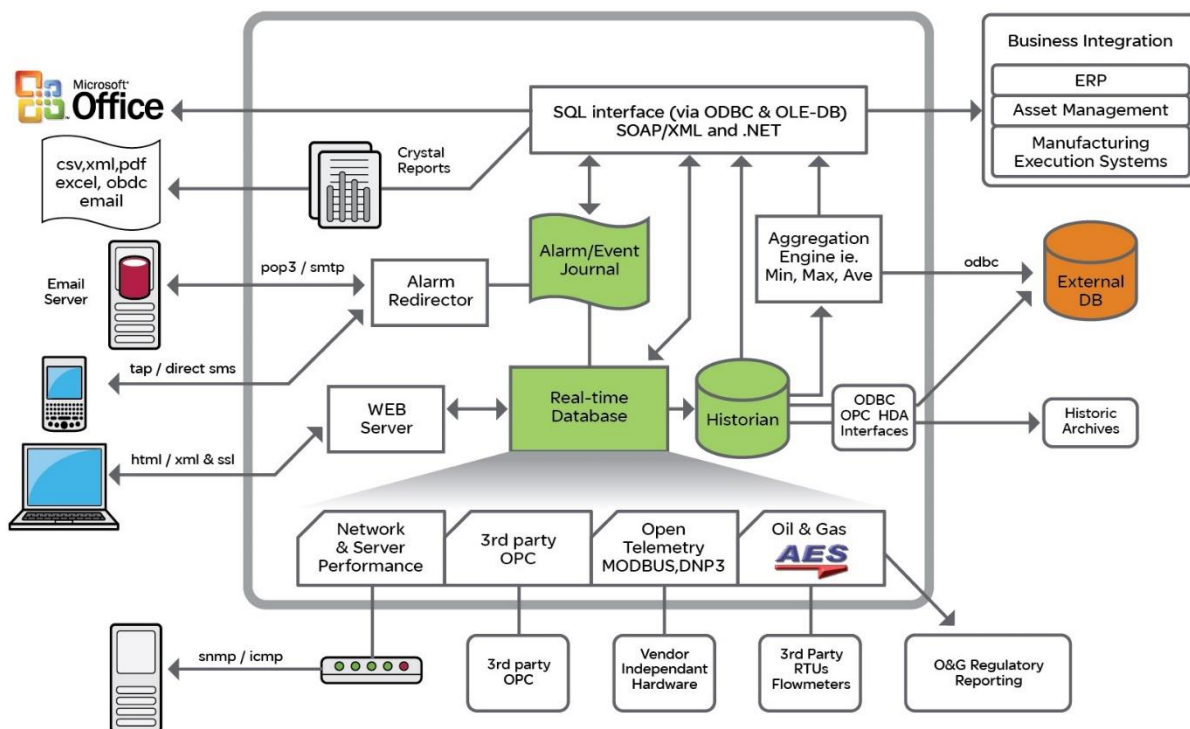 Microsoft®
Office
SQL interface (via ODBC & OLE-DB)
SOAP/XML and .NET
Business Integration
ERP
Asset Management
Manufacturing
Execution Systems
csv,xml,pdf
excel, obdc
email
Crystal
Reports
Email
Server
pop3 / smtp
Alarm
Redirector
Alarm/Event
Journal
Aggregation
Engine ie.
Min, Max, Ave
odbc
External
DB
tap / direct sms
WEB
Server
Real-time
Database
Historian
ODBC
OPC HDA
Interfaces
Historic
Archives
html / xml & ssl
Network
& Server
Performance
3rd party
OPC
Open
Telemetry
MODBUS,DNP3
Oil & Gas
AES
snmp / icmp
3rd party
OPC
Vendor
Independant
Hardware
3rd Party
RTUs
Flowmeters
O&G Regulatory
Reporting